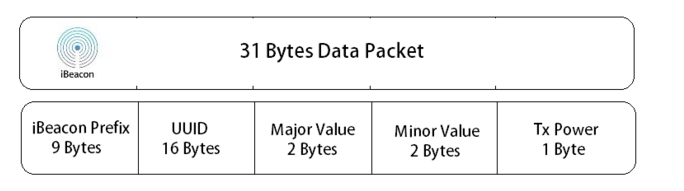 31 Bytes Data Packet
iBeacon
iBeacon Prefix
9 Bytes
UUID
16 Bytes
Major Value
2 Bytes
Minor Value
2 Bytes
Tx Power
1 Byte